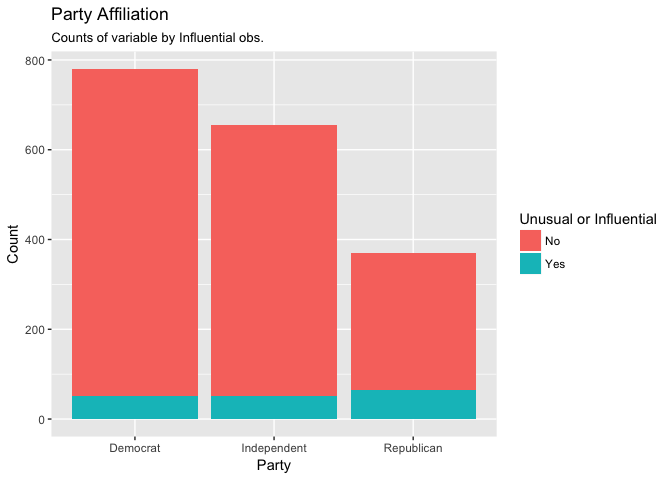 Party Affiliation
Counts of variable by Influential obs.
800
600
400
200
0
Count
Democrat Independent Republican
Party
Unusual or Influential
No
Yes